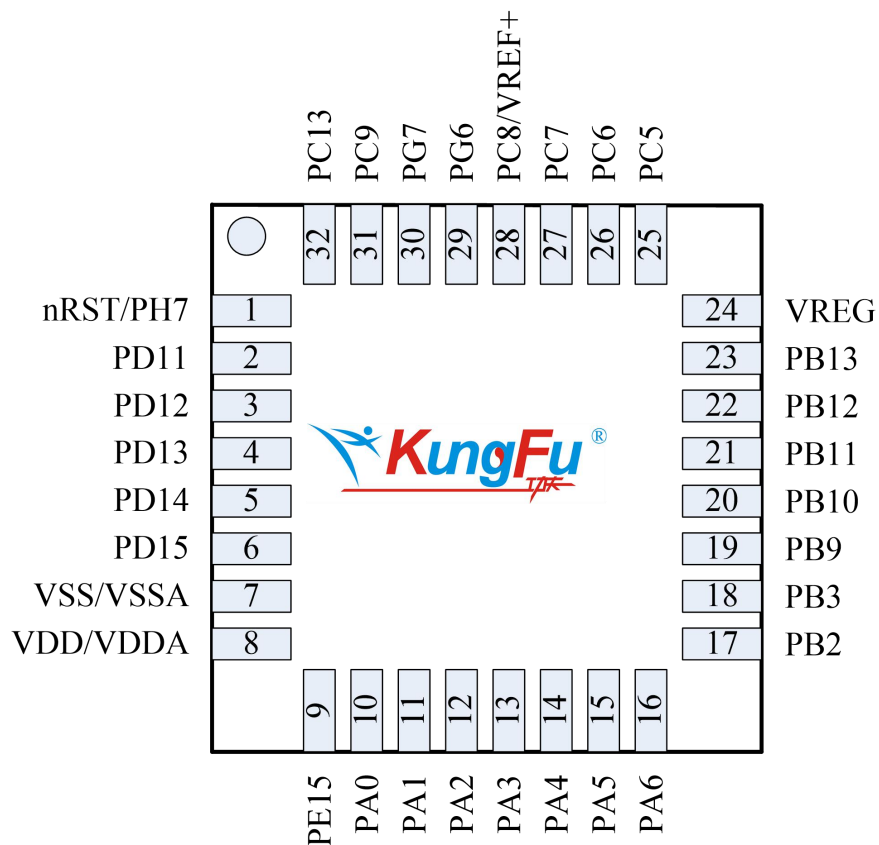 PC13 PC9 PG7 PG6 PC8/VREF+ PC7 PC6 PC5
32 31 30 29 28 27 26 25
nRST/PH7 1 24 VREG
PD11 2 23 PB13
PD12 3 22 PB12
PD13 4 21 PB11
PD14 5 20 PB10
PD15 6 19 PB9
VSS/VSSA 7 18 PB3
VDD/VDDA 8 17 PB2
KungFu ®
9 10 11 12 13 14 15 16
PE15 PA0 PA1 PA2 PA3 PA4 PA5 PA6